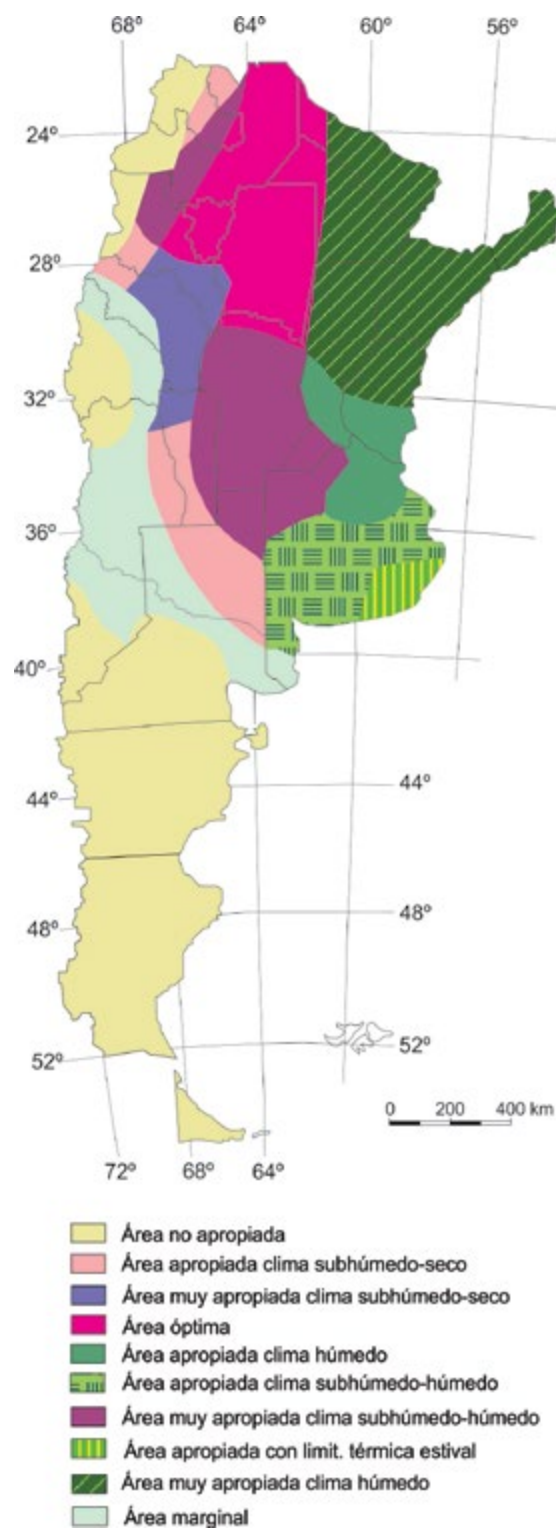 68º 64º 60º 56º
24º
28º
32º
36º
40º
44º 44º
48º 48º
52º 52º
0 200 400 km
72º 68º 64º
Área no apropiada
Área apropiada clima subhúmedo-seco
Área muy apropiada clima subhúmedo-seco
Área óptima
Área apropiada clima húmedo
Área apropiada clima subhúmedo-húmedo
Área muy apropiada clima subhúmedo-húmedo
Área apropiada con limit. térmica estival
Área muy apropiada clima húmedo
Área marginal